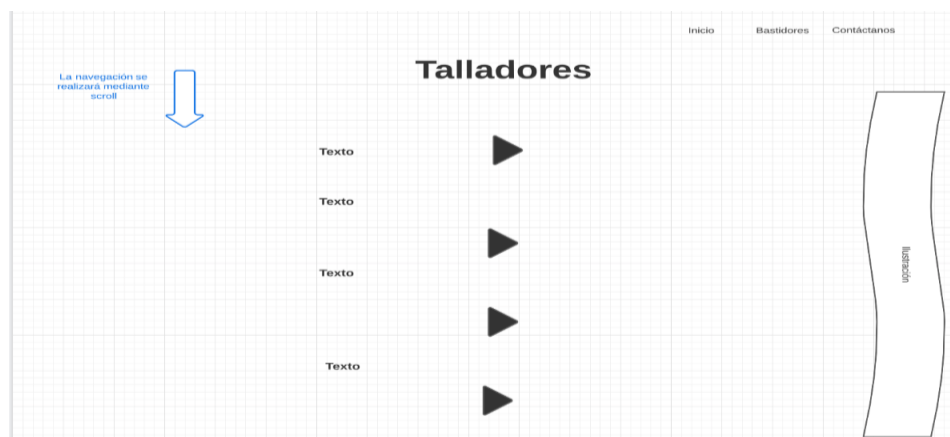 Inicio
Bastidores
Contáctanos
Talladores
La navegación se
realizará mediante
scroll
Texto
Texto
Texto
Texto
Ilustración